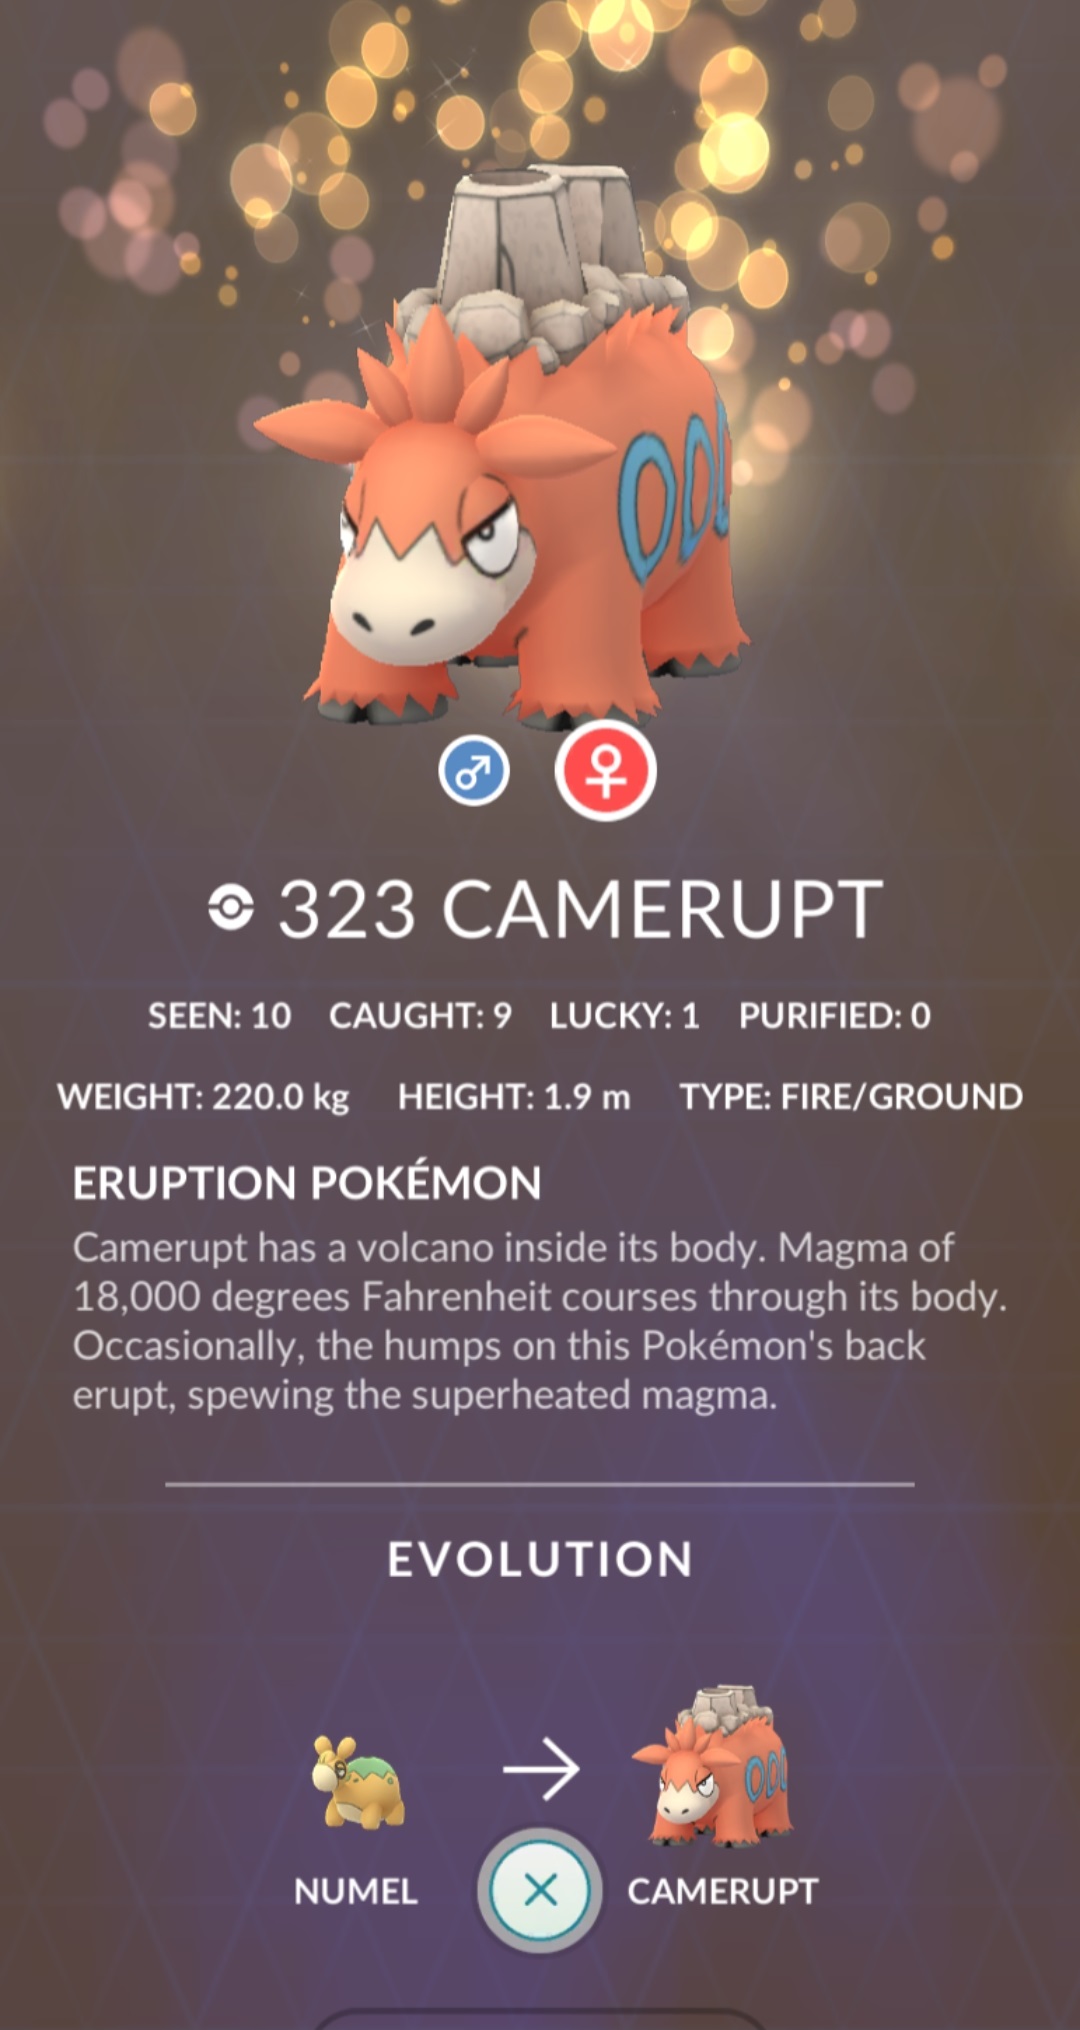 323 CAMERUPT
SEEN: 10 CAUGHT: 9 LUCKY: 1 PURIFIED: 0
WEIGHT: 220.0 kg HEIGHT: 1.9 m TYPE: FIRE/GROUND
ERUPTION POKÉMON
Camerupt has a volcano inside its body. Magma of
18,000 degrees Fahrenheit courses through its body.
Occasionally, the humps on this Pokémon's back
erupt, spewing the superheated magma.
EVOLUTION
NUMEL CAMERUPT